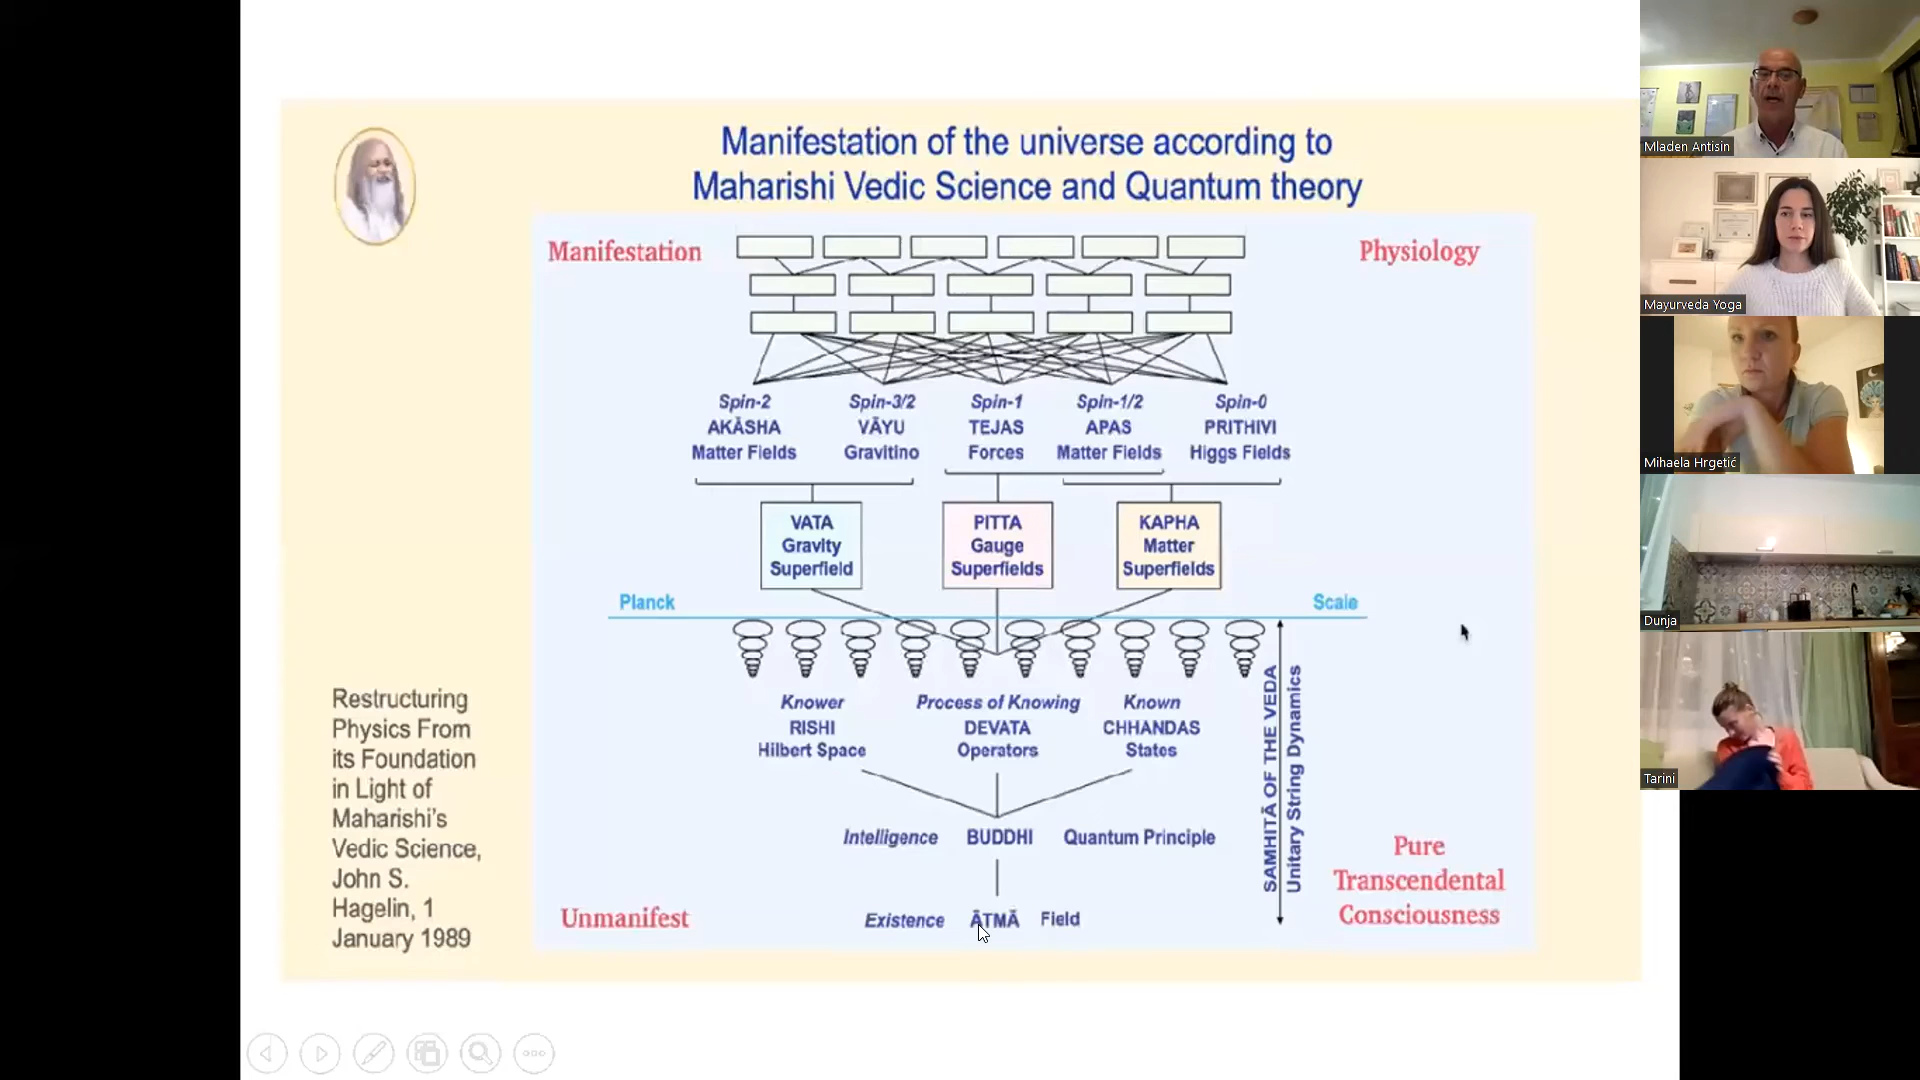 Manifestation of the universe according to
Maharishi Vedic Science and Quantum theory
Manifestation
Physiology
Spin-2
AKĀSHA
Matter Fields
Spin-3/2
VĀYU
Gravitino
Spin-1
TEJAS
Forces
Spin-1/2
APAS
Matter Fields
Spin-0
PRITHIVI
Higgs Fields
VATA
Gravity
Superfield
PITTA
Gauge
Superfields
KAPHA
Matter
Superfields
Planck
Scale
Knower
RISHI
Hilbert Space
Process of Knowing
DEVATA
Operators
Known
CHHANDAS
States
Intelligence BUDDHI Quantum Principle
Existence ĀTMĀ Field
SAMHITĀ OF THE VEDA
Unitary String Dynamics
Unmanifest
Pure
Transcendental
Consciousness
Restructuring
Physics From
its Foundation
in Light of
Maharishi's
Vedic Science,
John S.
Hagelin, 1
January 1989
Mladen Antisin
Mayurveda Yoga
Mihaela Hrgetić
Dunja
Tarini